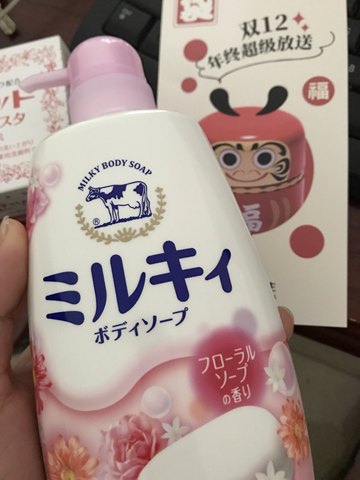 双12
年终超级放送
福
福
MILKY BODY SOAP
®
ミルキィ
ボディソープ
フローラル
ソープ
の香り
ット
スタ